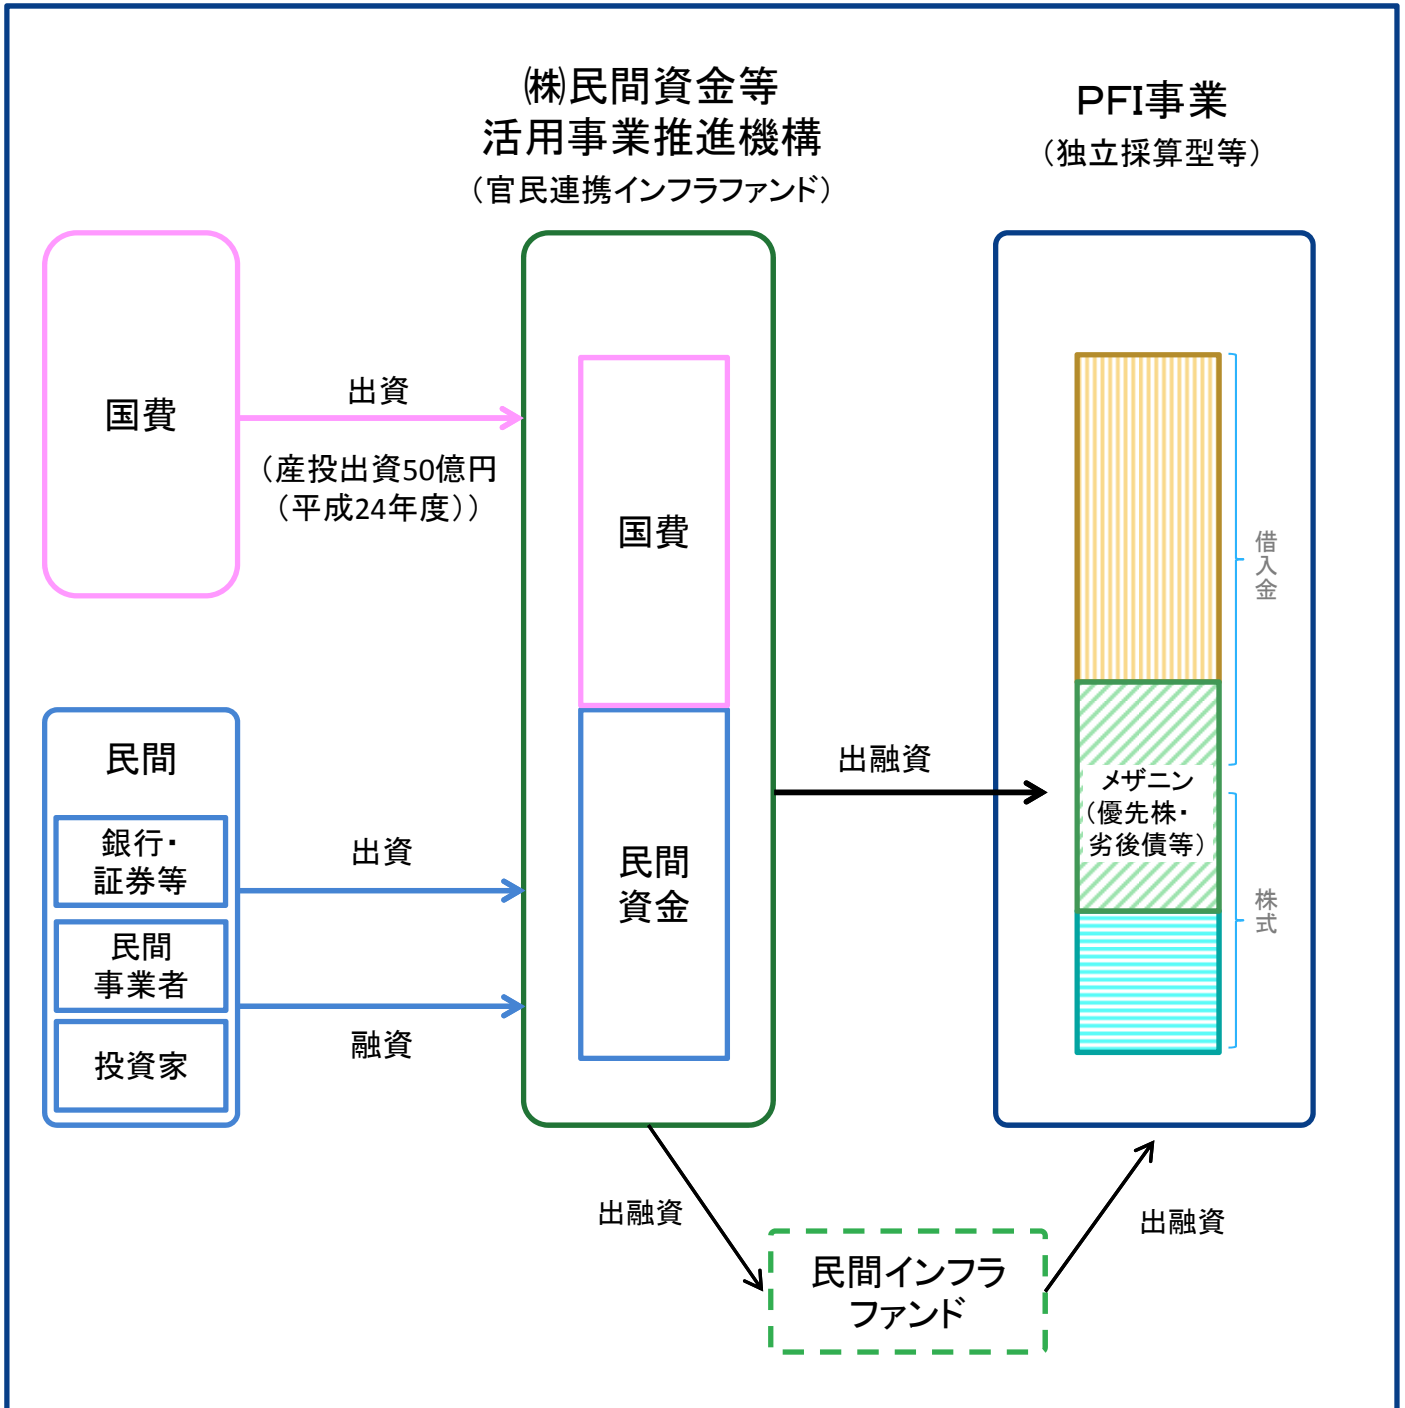 ㈱民間資金等
活用事業推進機構
（官民連携インフラファンド）
PFI事業
（独立採算型等）
国費
出資
（産投出資50億円
（平成24年度））
国費
民間
銀行・
証券等
民間
事業者
投資家
出資
融資
民間
資金
出融資
借入金
メザニン
（優先株・
劣後債等）
株式
出融資
民間インフラ
ファンド
出融資